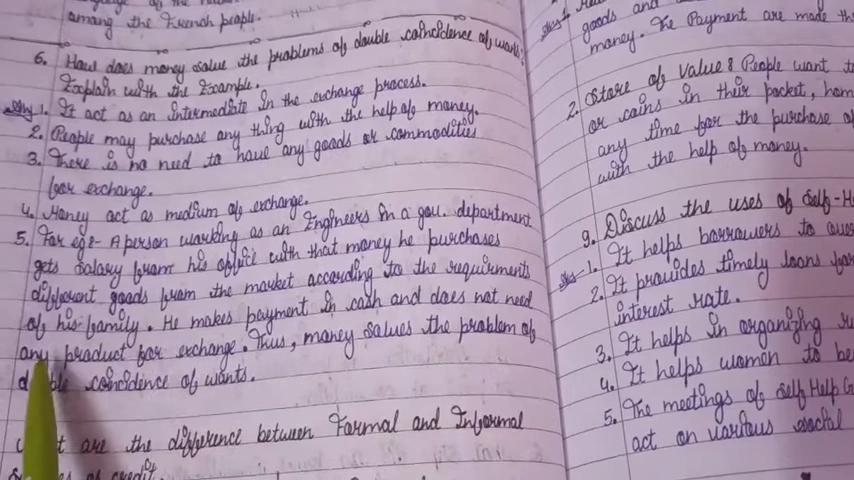 among the French people.
6. How does money solve the problems of double coincidence of wants?
Explain with the Example.
Ans 1. It act as an intermediate in the exchange process.
2. People may purchase any thing with the help of money.
3. There is no need to have any goods or commodities
for exchange.
4. Money act as medium of exchange.
5. For eg:- A person working as an Engineers in a gov. department
gets salary from his office with that money he purchases
different goods from the market according to the requirments
of his family. He makes payment in cash and does not need
any product for exchange. Thus, money solves the problem of
double coincidence of wants.
are the difference between Formal and Informal
of credit.
goods and
money. The Payment are made th
2. Store of Value: People want to
or coins in their pocket, hom
any time for the purchase of
with the help of money.
9. Discuss the uses of Self-H
Ans- 1. It helps borrowers to ove
2. It provides timely loans for
interest rate.
3. It helps in organizing ru
4. It helps women to be
5. The meetings of Self Help G
act on various social